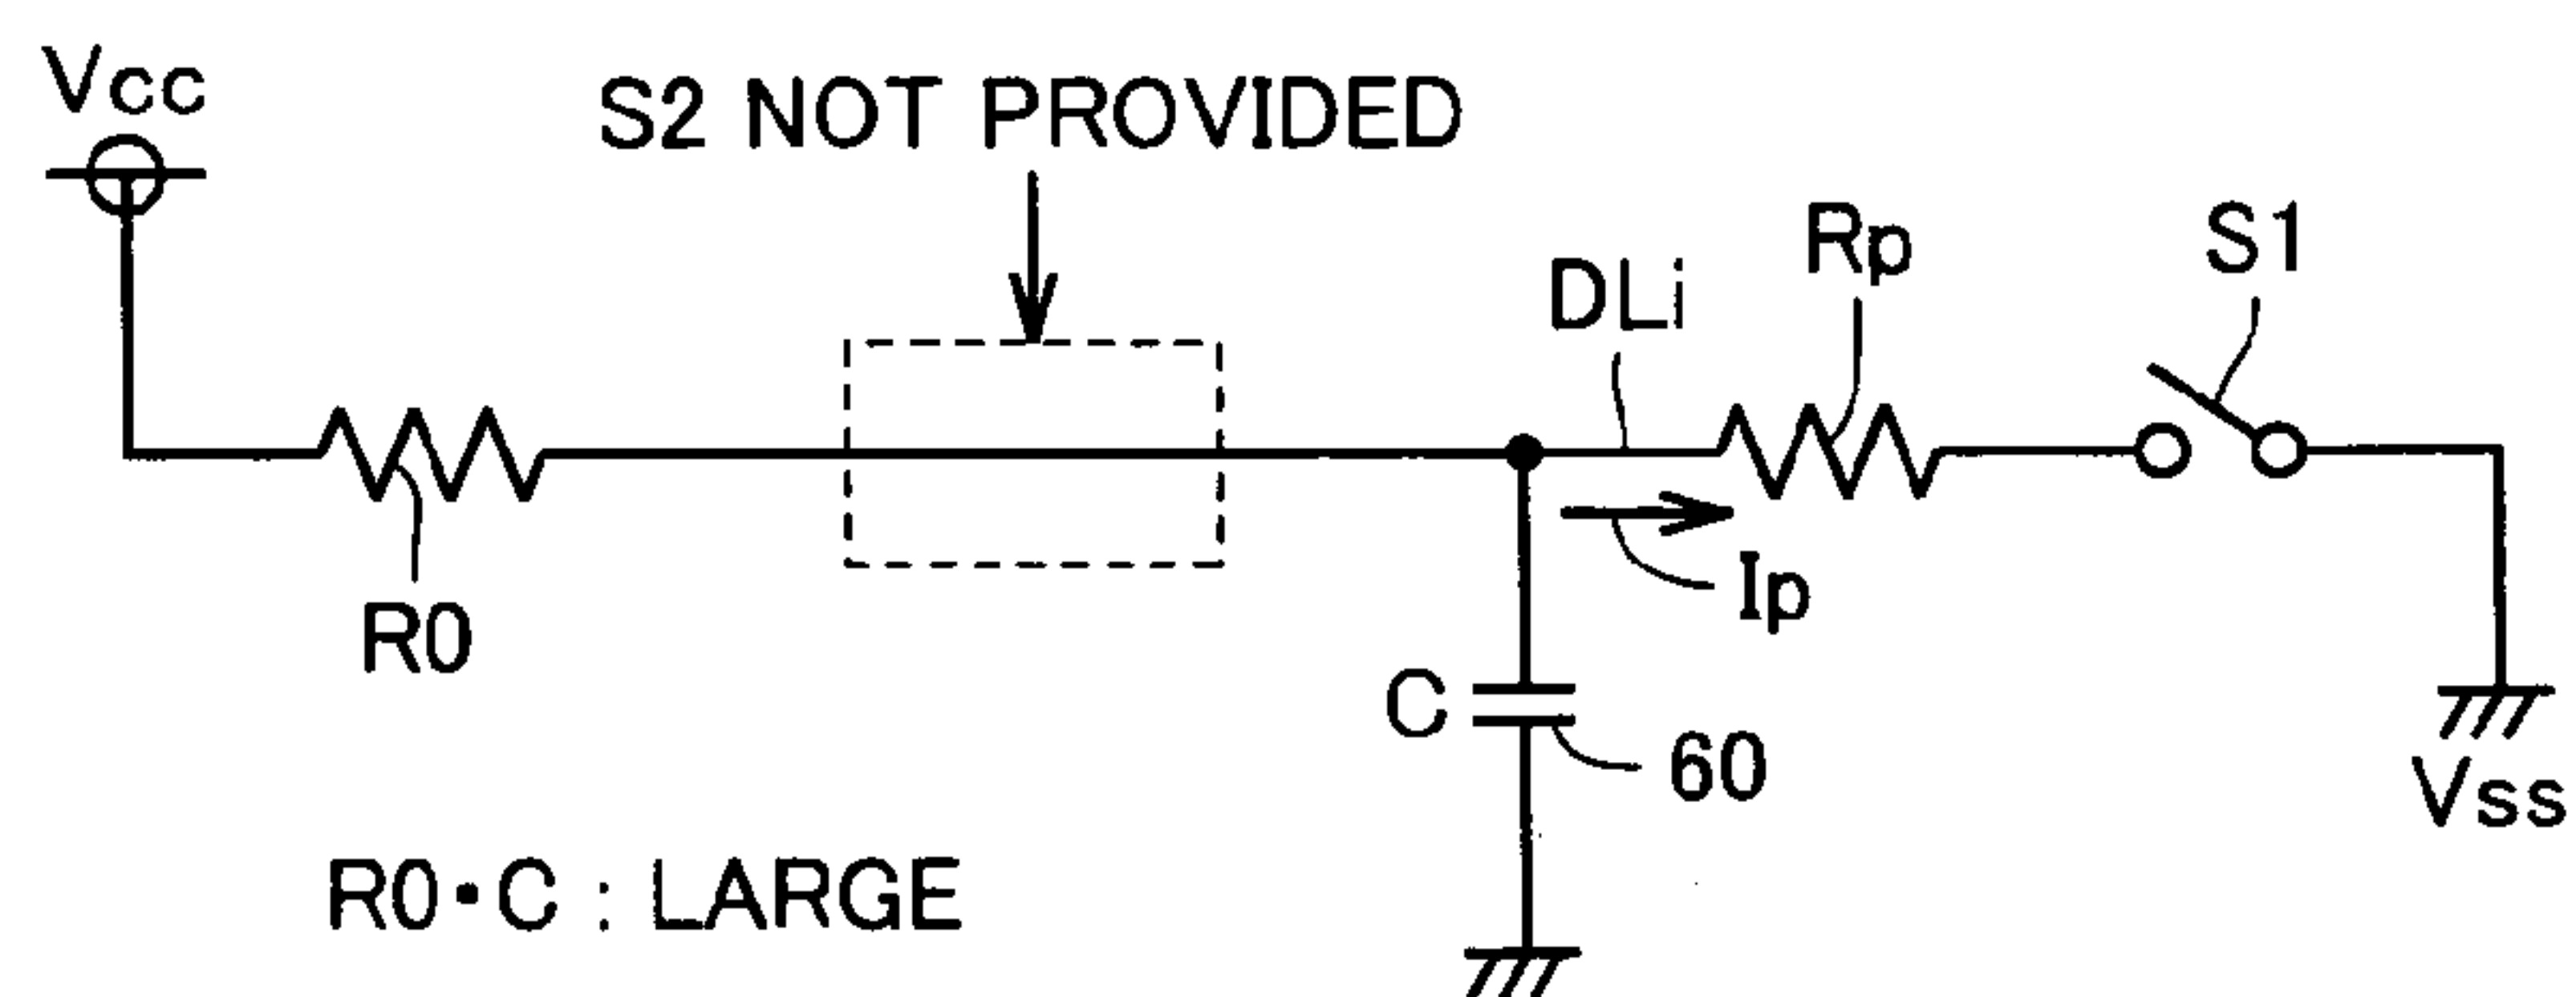 Vcc
S2 NOT PROVIDED
DLi
Rp
S1
R0
Ip
C
60
Vss
R0・C : LARGE